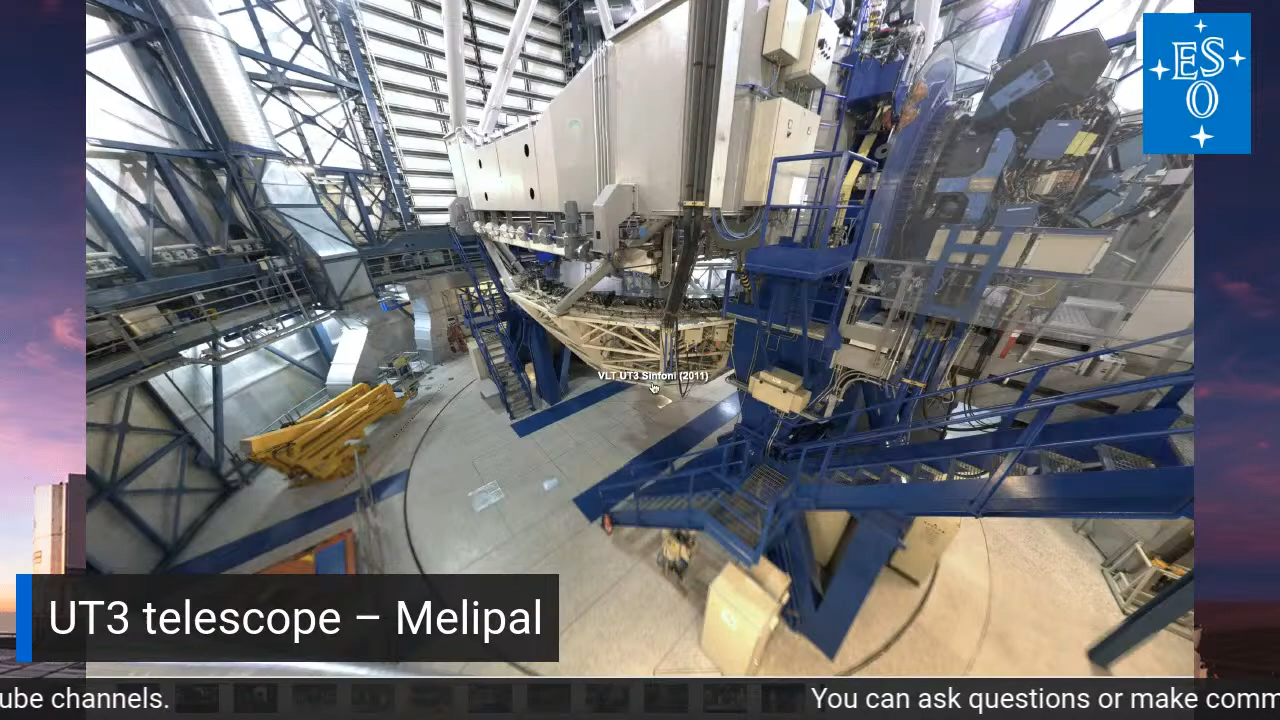 ESO
VLT UT3 Sinfoni (2011)
UT3 telescope – Melipal
ube channels.
You can ask questions or make comm